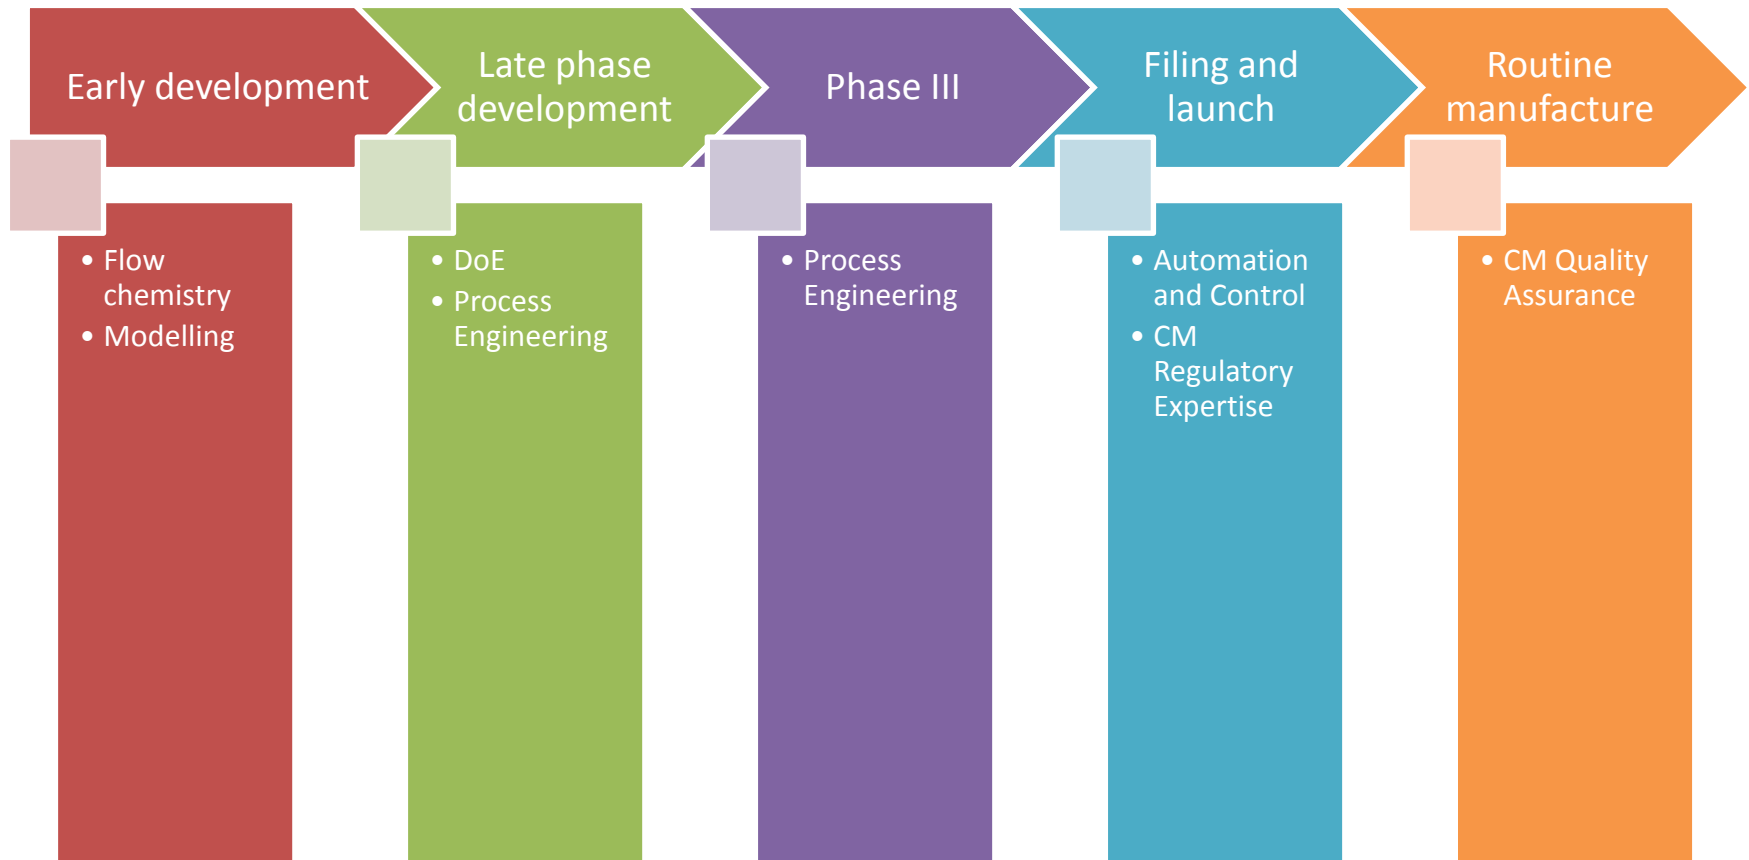 Early development
Late phase
development
Phase III
Filing and
launch
Routine
manufacture
• Flow
chemistry
• Modelling
• DoE
• Process
Engineering
• Process
Engineering
• Automation
and Control
• CM
Regulatory
Expertise
• CM Quality
Assurance